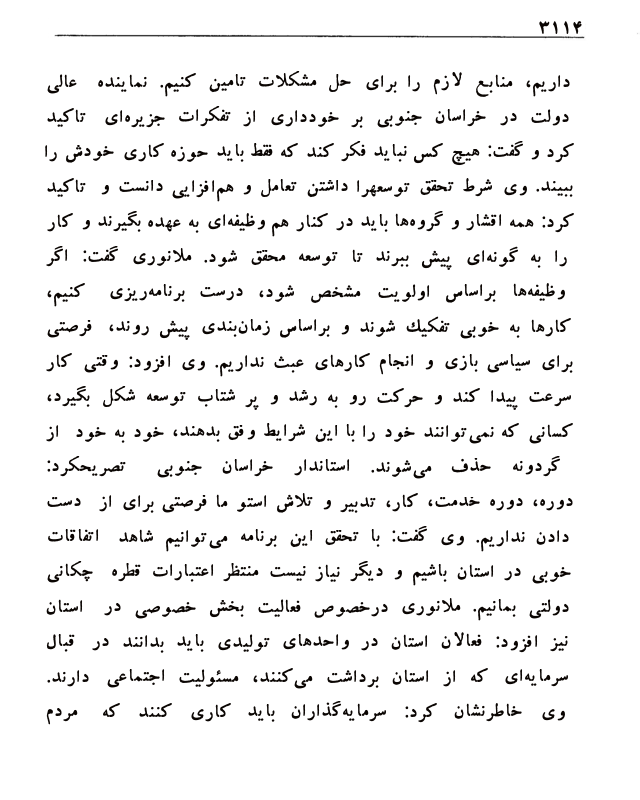 ۳۱۱۴
داریم، منابع لازم را برای حل مشکلات تامین کنیم. نماینده عالی
دولت در خراسان جنوبی بر خودداری از تفکرات جزیره‌ای تاکید
کرد و گفت: هیچ کس نباید فکر کند که فقط باید حوزه کاری خودش را
ببیند. وی شرط تحقق توسعهرا داشتن تعامل و هم‌افزایی دانست و تاکید
کرد: همه اقشار و گروه‌ها باید در کنار هم وظیفه‌ای به عهده بگیرند و کار
را به گونه‌ای پیش ببرند تا توسعه محقق شود. ملانوری گفت: اگر
وظیفه‌ها براساس اولویت مشخص شود، درست برنامه‌ریزی کنیم،
کارها به خوبی تفکیك شوند و براساس زمان‌بندی پیش روند، فرصتی
برای سیاسی بازی و انجام کارهای عبث نداریم. وی افزود: وقتی کار
سرعت پیدا کند و حرکت رو به رشد و پر شتاب توسعه شکل بگیرد،
کسانی که نمی‌توانند خود را با این شرایط وفق بدهند، خود به خود از
گردونه حذف می‌شوند. استاندار خراسان جنوبی تصریحکرد:
دوره، دوره خدمت، کار، تدبیر و تلاش استو ما فرصتی برای از دست
دادن نداریم. وی گفت: با تحقق این برنامه می‌توانیم شاهد اتفاقات
خوبی در استان باشیم و دیگر نیاز نیست منتظر اعتبارات قطره چکانی
دولتی بمانیم. ملانوری درخصوص فعالیت بخش خصوصی در استان
نیز افزود: فعالان استان در واحدهای تولیدی باید بدانند در قبال
سرمایه‌ای که از استان برداشت می‌کنند، مسئولیت اجتماعی دارند.
وی خاطرنشان کرد: سرمایه‌گذاران باید کاری کنند که مردم